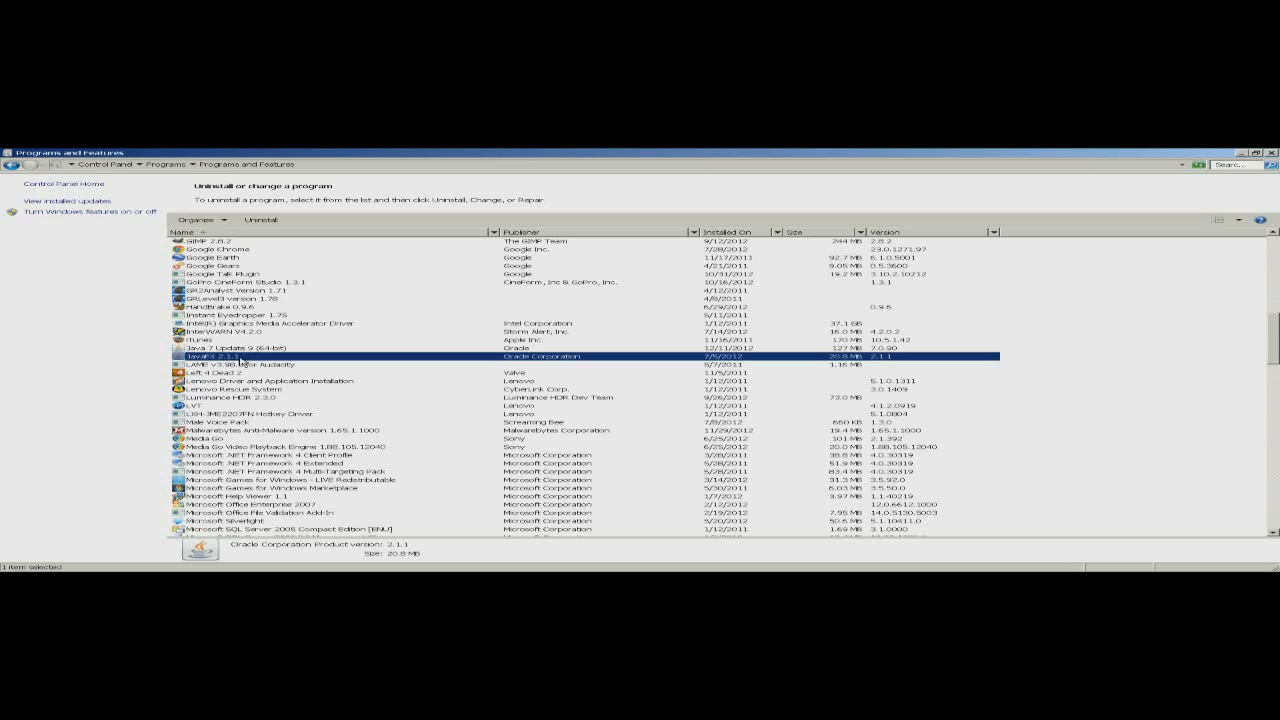 Programs and Features
Control Panel Programs Programs and Features Searc...
Control Panel Home
View installed updates
Turn Windows features on or off
Uninstall or change a program
To uninstall a program, select it from the list and then click Uninstall, Change, or Repair
Organize Uninstall
Name Publisher Installed On Size Version
GIMP 2.8.2 The GIMP Team 9/12/2012 244 MB 2.8.2
Google Chrome Google Inc. 7/28/2012 23.0.1271.97
Google Earth Google 11/17/2011 92.7 MB 6.1.0.5001
Google Gears Google 4/21/2011 9.05 MB 0.5.3600
Google Talk Plugin Google 10/31/2012 19.2 MB 3.10.2.10212
GoPro CineForm Studio 1.3.1 CineForm, Inc & GoPro, Inc. 10/16/2012 1.3.1
GR2Analyst Version 1.71 4/21/2011
GRLevel3 version 1.78 4/8/2011
HandBrake 0.9.6 6/29/2012 0.9.6
Instant Eyedropper 1.75 5/11/2011
Intel(R) Graphics Media Accelerator Driver Intel Corporation 1/12/2011 37.1 GB
InterWARN V4.2.0 Storm Alert, Inc. 7/14/2012 16.0 MB 4.2.0.2
iTunes Apple Inc. 11/16/2011 170 MB 10.5.1.42
Java 7 Update 9 (64-bit) Oracle 12/11/2012 127 MB 7.0.90
JavaFX 2.1.1 Oracle Corporation 7/5/2012 20.8 MB 2.1.1
LAME v3.98. for Audacity 5/7/2011 1.16 MB
Left 4 Dead 2 Valve 11/5/2011
Lenovo Driver and Application Installation Lenovo 1/12/2011 5.1.0.1311
Lenovo Rescue System CyberLink Corp. 1/12/2011 3.0.1409
Luminance HDR 2.3.0 Luminance HDR Dev Team 9/26/2012 73.0 MB
LVT Lenovo 1/12/2011 4.1.2.0919
LXH-JME2207FN Hotkey Driver Lenovo 1/12/2011 5.1.0804
Male Voice Pack Screaming Bee 7/8/2012 660 KB 1.3.0
Malwarebytes Anti-Malware version 1.65.1.1000 Malwarebytes Corporation 11/29/2012 19.4 MB 1.65.1.1000
Media Go Sony 6/25/2012 101 MB 2.1.392
Media Go Video Playback Engine 1.88.105.12040 Sony 6/25/2012 20.0 MB 1.88.105.12040
Microsoft .NET Framework 4 Client Profile Microsoft Corporation 3/28/2011 38.8 MB 4.0.30319
Microsoft .NET Framework 4 Extended Microsoft Corporation 5/28/2011 51.9 MB 4.0.30319
Microsoft .NET Framework 4 Multi-Targeting Pack Microsoft Corporation 5/28/2011 83.4 MB 4.0.30319
Microsoft Games for Windows - LIVE Redistributable Microsoft Corporation 3/14/2012 31.3 MB 3.5.92.0
Microsoft Games for Windows Marketplace Microsoft Corporation 5/30/2011 6.03 MB 3.5.50.0
Microsoft Help Viewer 1.1 Microsoft Corporation 1/7/2012 3.97 MB 1.1.40219
Microsoft Office Enterprise 2007 Microsoft Corporation 2/18/2012 12.0.6612.1000
Microsoft Office File Validation Add-In Microsoft Corporation 2/19/2012 7.95 MB 14.0.5130.5003
Microsoft Silverlight Microsoft Corporation 5/20/2012 50.6 MB 5.1.10411.0
Microsoft SQL Server 2005 Compact Edition [ENU] Microsoft Corporation 1/12/2011 1.69 MB 3.1.0000
Oracle Corporation Product version: 2.1.1
Size: 20.8 MB
1 item selected